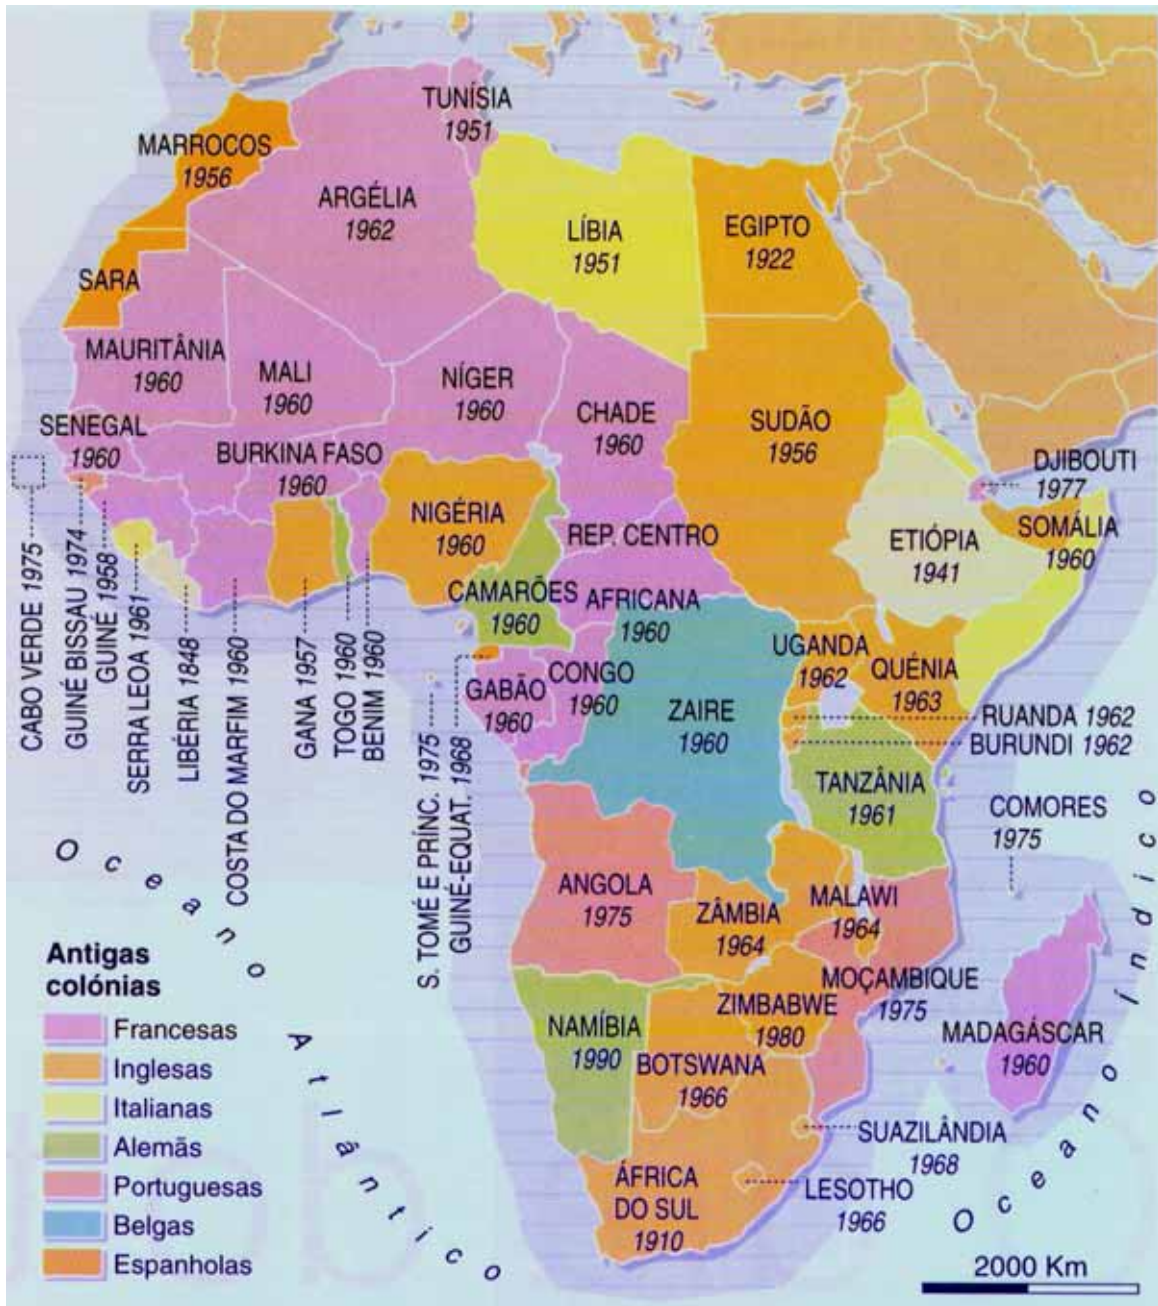 TUNÍSIA
1951
MARROCOS
1956
ARGÉLIA
1962
LÍBIA
1951
EGIPTO
1922
SARA
MAURITÂNIA
1960
MALI
1960
NÍGER
1960
CHADE
1960
SUDÃO
1956
SENEGAL
1960
BURKINA FASO
1960
DJIBOUTI
1977
NIGÉRIA
1960
REP. CENTRO
AFRICANA
1960
ETIÓPIA
1941
SOMÁLIA
1960
CAMARÕES
1960
CABO VERDE 1975
GUINÉ BISSAU 1974
GUINÉ 1958
SERRA LEOA 1961
LIBÉRIA 1848
COSTA DO MARFIM 1960
GANA 1957
TOGO 1960
BENIM 1960
S. TOMÉ E PRÍNC. 1975
GUINÉ-EQUAT. 1968
GABÃO
1960
CONGO
1960
ZAIRE
1960
UGANDA
1962
QUÉNIA
1963
RUANDA 1962
BURUNDI 1962
TANZÂNIA
1961
COMORES
1975
ANGOLA
1975
ZÂMBIA
1964
MALAWI
1964
MOÇAMBIQUE
1975
ZIMBABWE
1980
NAMÍBIA
1990
BOTSWANA
1966
MADAGÁSCAR
1960
SUAZILÂNDIA
1968
LESOTHO
1966
ÁFRICA
DO SUL
1910
Oceano Atlântico
Oceano Índico
Antigas
colónias
Francesas
Inglesas
Italianas
Alemãs
Portuguesas
Belgas
Espanholas
2000 Km